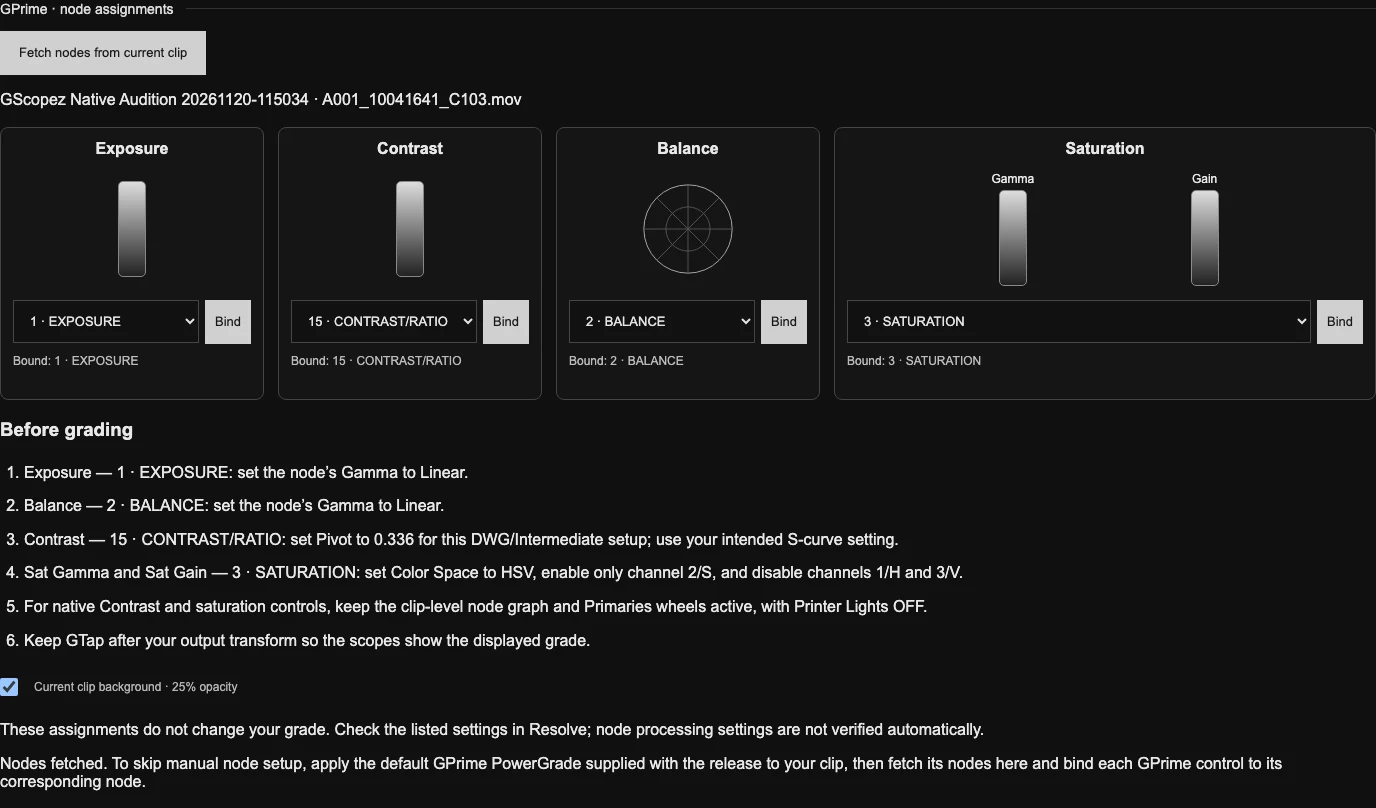 GPrime · node assignments
Fetch nodes from current clip
GScopez Native Audition 20261120-115034 · A001_10041641_C103.mov
Exposure
Contrast
Balance
Saturation
Gamma
Gain
1 · EXPOSURE
Bind
15 · CONTRAST/RATIO
Bind
2 · BALANCE
Bind
3 · SATURATION
Bind
Bound: 1 · EXPOSURE
Bound: 15 · CONTRAST/RATIO
Bound: 2 · BALANCE
Bound: 3 · SATURATION
Before grading
1. Exposure — 1 · EXPOSURE: set the node’s Gamma to Linear.
2. Balance — 2 · BALANCE: set the node’s Gamma to Linear.
3. Contrast — 15 · CONTRAST/RATIO: set Pivot to 0.336 for this DWG/Intermediate setup; use your intended S-curve setting.
4. Sat Gamma and Sat Gain — 3 · SATURATION: set Color Space to HSV, enable only channel 2/S, and disable channels 1/H and 3/V.
5. For native Contrast and saturation controls, keep the clip-level node graph and Primaries wheels active, with Printer Lights OFF.
6. Keep GTap after your output transform so the scopes show the displayed grade.
Current clip background · 25% opacity
These assignments do not change your grade. Check the listed settings in Resolve; node processing settings are not verified automatically.
Nodes fetched. To skip manual node setup, apply the default GPrime PowerGrade supplied with the release to your clip, then fetch its nodes here and bind each GPrime control to its
corresponding node.